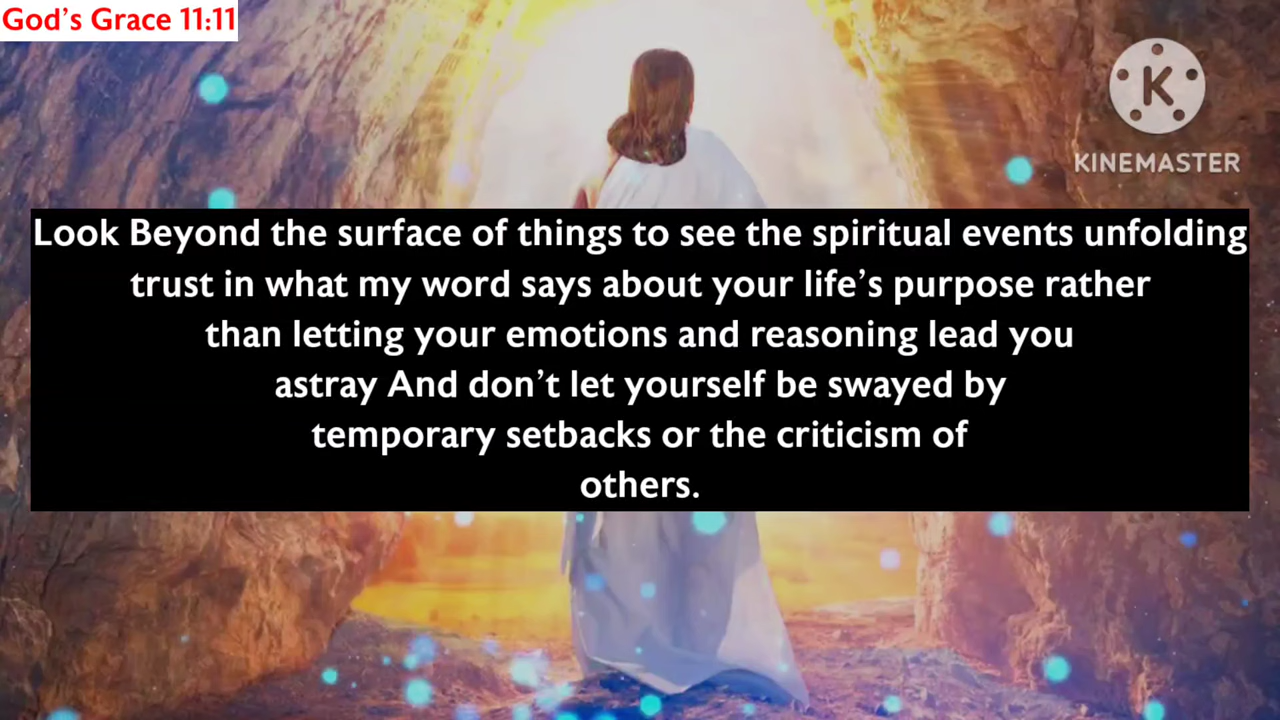 God's Grace 11:11
KINEMASTER
Look Beyond the surface of things to see the spiritual events unfolding
trust in what my word says about your life's purpose rather
than letting your emotions and reasoning lead you
astray And don't let yourself be swayed by
temporary setbacks or the criticism of
others.